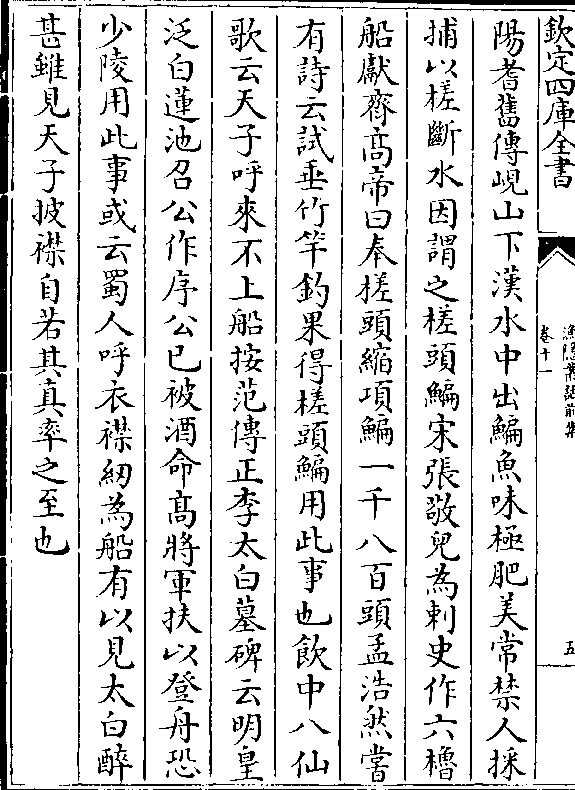 欽定四庫全書
漁隱叢話前集
卷十一
五
陽耆舊傳峴山下漢水中出鯿魚味極肥美常禁人採
捕以槎斷水因謂之槎頭鯿宋張敬兒為刺史作六櫓
船獻齊髙帝曰奉槎頭縮項鯿一千八百頭孟浩然嘗
有詩云試垂竹竿釣果得槎頭鯿用此事也飲中八仙
歌云天子呼來不上船按范傳正李太白墓碑云明皇
泛白蓮池召公作序公已被酒命髙將軍扶以登舟恐
少陵用此事或云蜀人呼衣襟紉為船有以見太白醉
甚雖見天子披襟自若其真率之至也